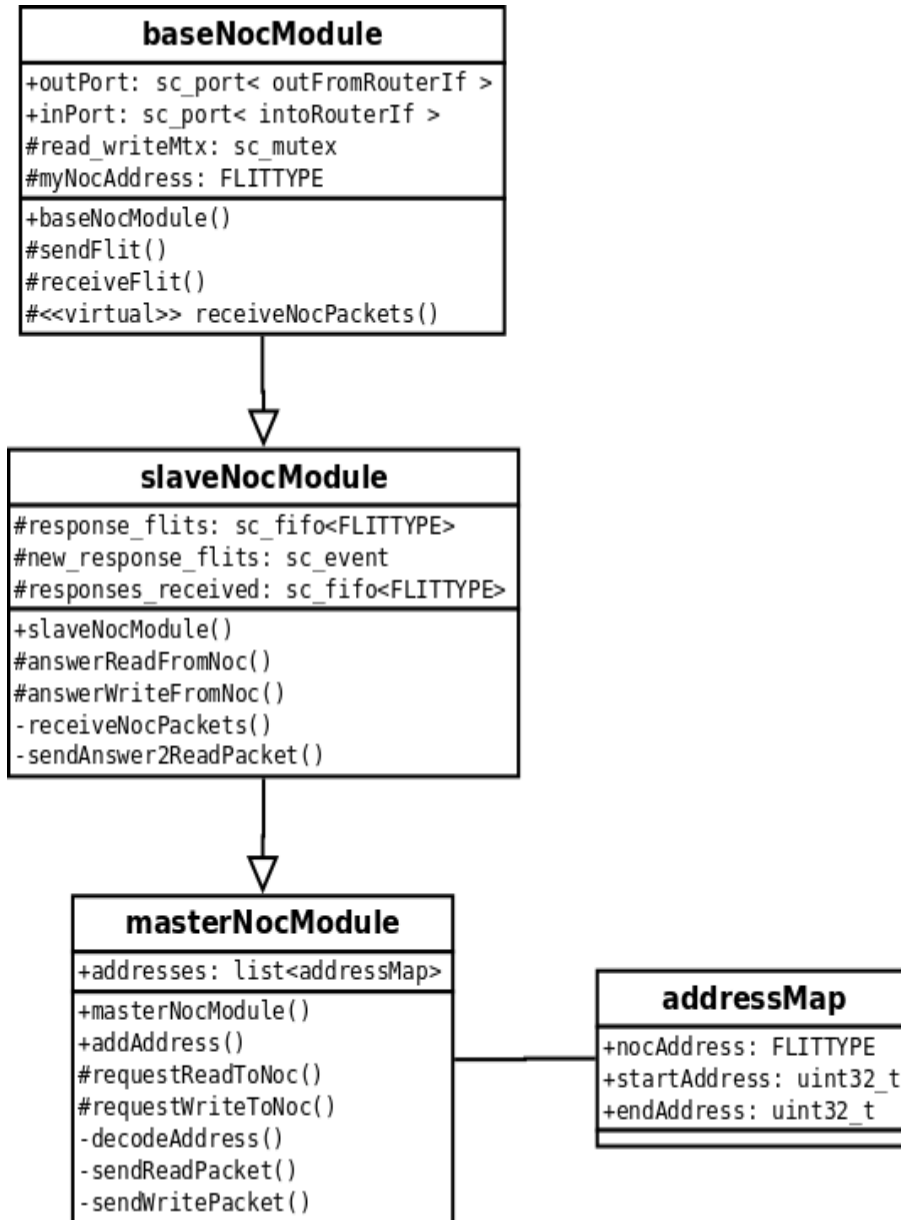 baseNocModule
+outPort: sc_port< outFromRouterIf >
+inPort: sc_port< intoRouterIf >
#read_writeMtx: sc_mutex
#myNocAddress: FLITTYPE
+baseNocModule()
#sendFlit()
#receiveFlit()
#<<virtual>> receiveNocPackets()
slaveNocModule
#response_flits: sc_fifo<FLITTYPE>
#new_response_flits: sc_event
#responses_received: sc_fifo<FLITTYPE>
+slaveNocModule()
#answerReadFromNoc()
#answerWriteFromNoc()
-receiveNocPackets()
-sendAnswer2ReadPacket()
masterNocModule
+addresses: list<addressMap>
+masterNocModule()
+addAddress()
#requestReadToNoc()
#requestWriteToNoc()
-decodeAddress()
-sendReadPacket()
-sendWritePacket()
addressMap
+nocAddress: FLITTYPE
+startAddress: uint32_t
+endAddress: uint32_t